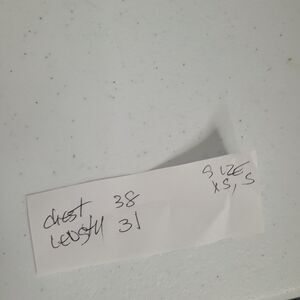 SIZE
XS, S
Chest 38
Length 31